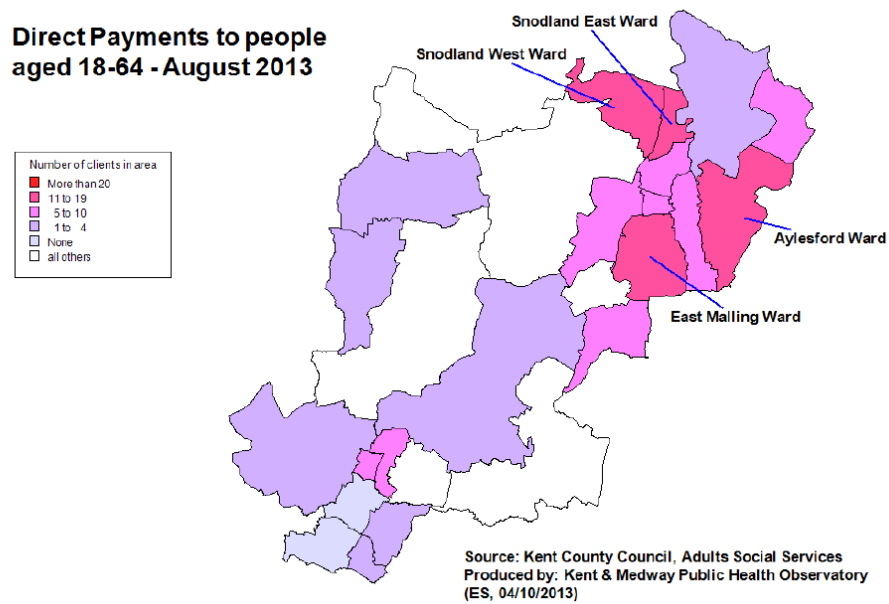 Direct Payments to people
aged 18-64 - August 2013
Snodland East Ward
Snodland West Ward
Number of clients in area
More than 20
11 to 19
5 to 10
1 to 4
None
all others
Aylesford Ward
East Malling Ward
Source: Kent County Council, Adults Social Services
Produced by: Kent & Medway Public Health Observatory
(ES, 04/10/2013)